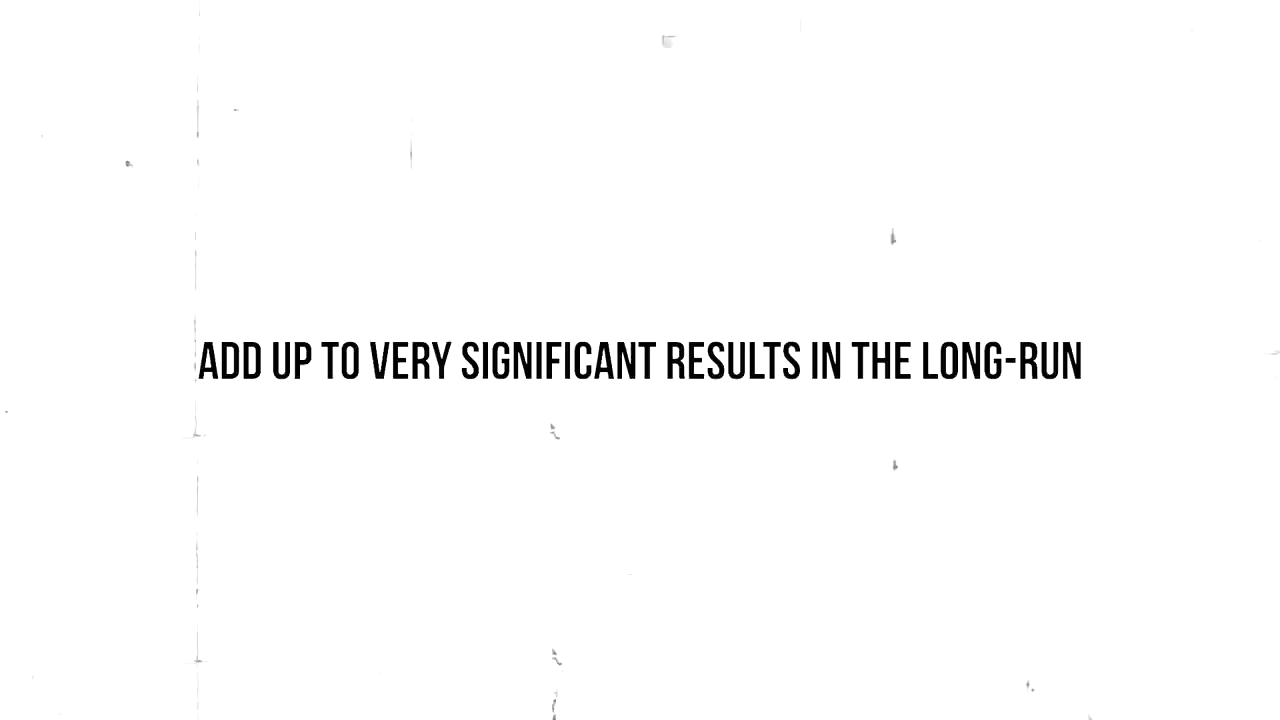 ADD UP TO VERY SIGNIFICANT RESULTS IN THE LONG-RUN